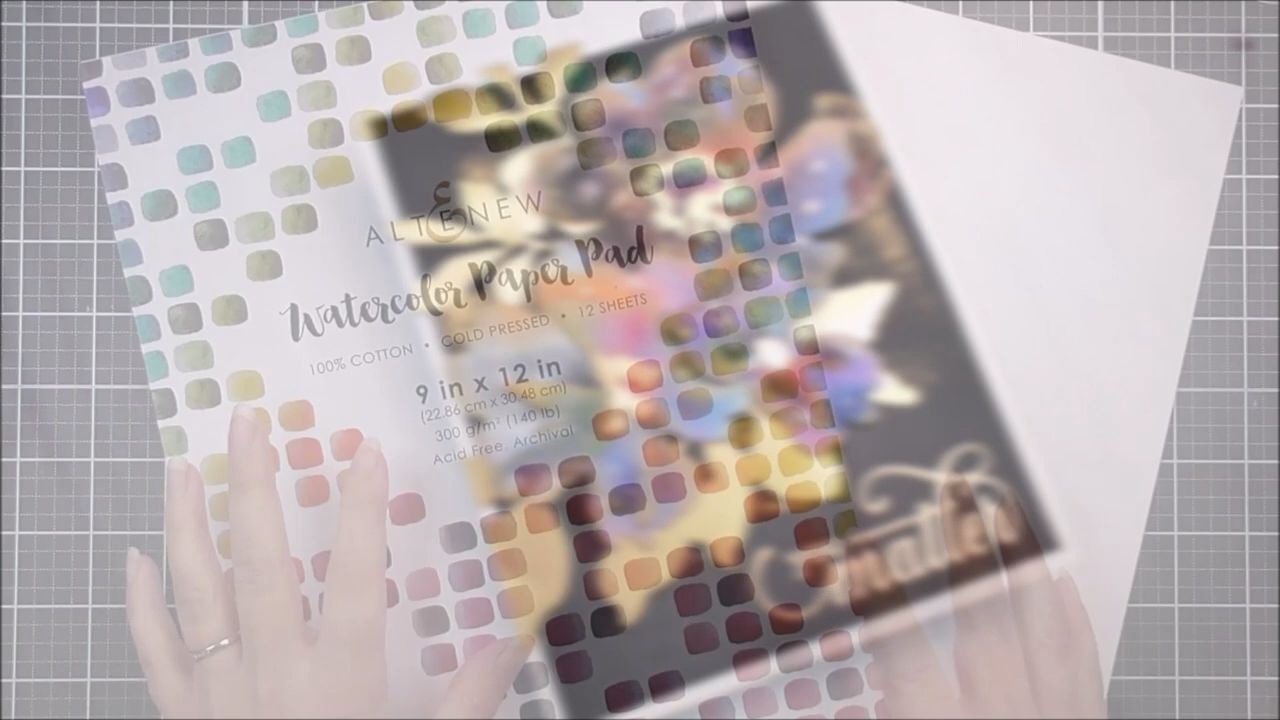 ALTENEW
Watercolor Paper Pad
100% COTTON • COLD PRESSED • 12 SHEETS
9 in x 12 in
(22.86 cm x 30.48 cm)
300 g/m² (140 lb)
Acid Free. Archival